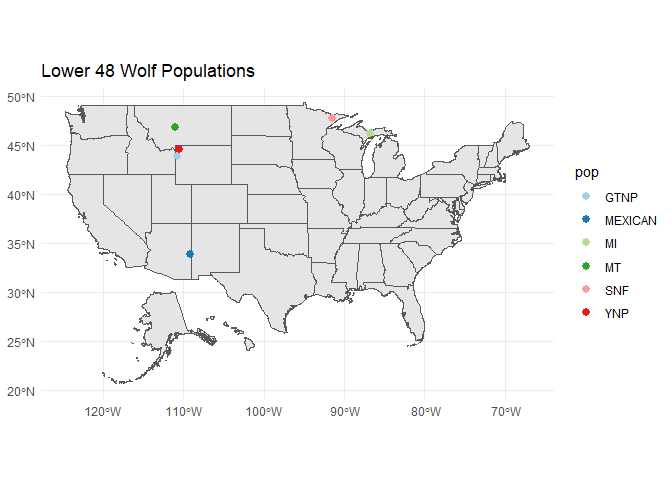 Lower 48 Wolf Populations
50°N
45°N
40°N
35°N
30°N
25°N
20°N
120°W
110°W
100°W
90°W
80°W
70°W
pop
GTNP
MEXICAN
MI
MT
SNF
YNP